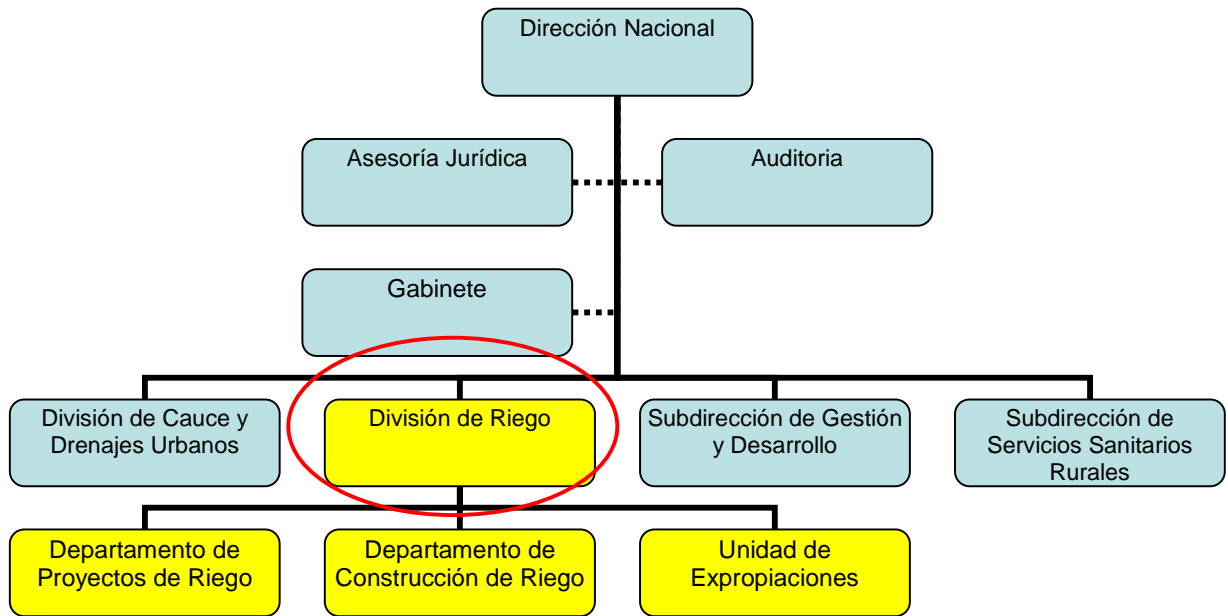 Dirección Nacional
Asesoría Jurídica
Auditoria
Gabinete
División de Cauce y
Drenajes Urbanos
División de Riego
Subdirección de Gestión
y Desarrollo
Subdirección de
Servicios Sanitarios
Rurales
Departamento de
Proyectos de Riego
Departamento de
Construcción de Riego
Unidad de
Expropiaciones